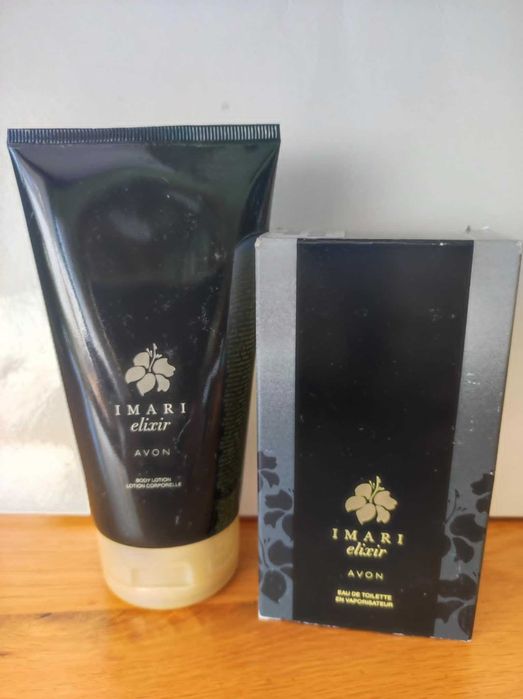 IMARI
elixir
AVON
BODY LOTION
LOTION CORPORELLE
IMARI
elixir
AVON
EAU DE TOILETTE
EN VAPORISATEUR